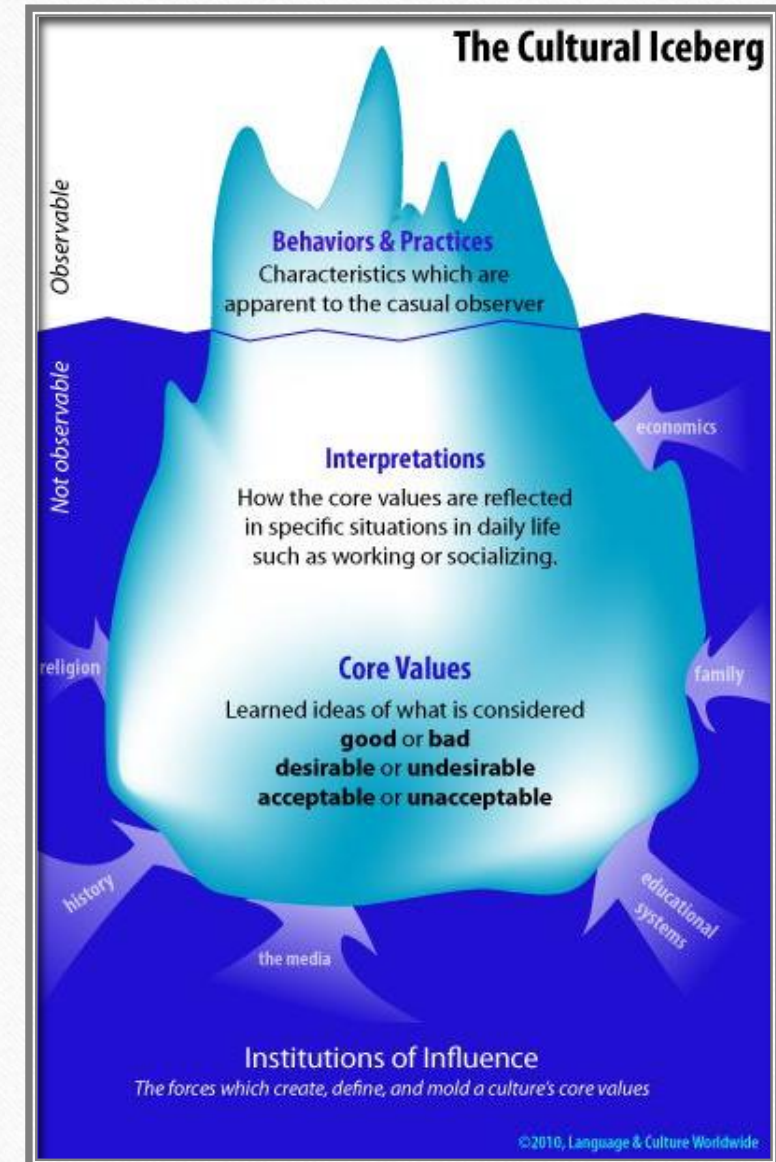 The Cultural Iceberg
Observable
Behaviors & Practices
Characteristics which are
apparent to the casual observer
Not observable
economics
Interpretations
How the core values are reflected
in specific situations in daily life
such as working or socializing.
religion
family
Core Values
Learned ideas of what is considered
good or bad
desirable or undesirable
acceptable or unacceptable
history
educational
systems
the media
Institutions of Influence
The forces which create, define, and mold a culture's core values
©2010, Language & Culture Worldwide